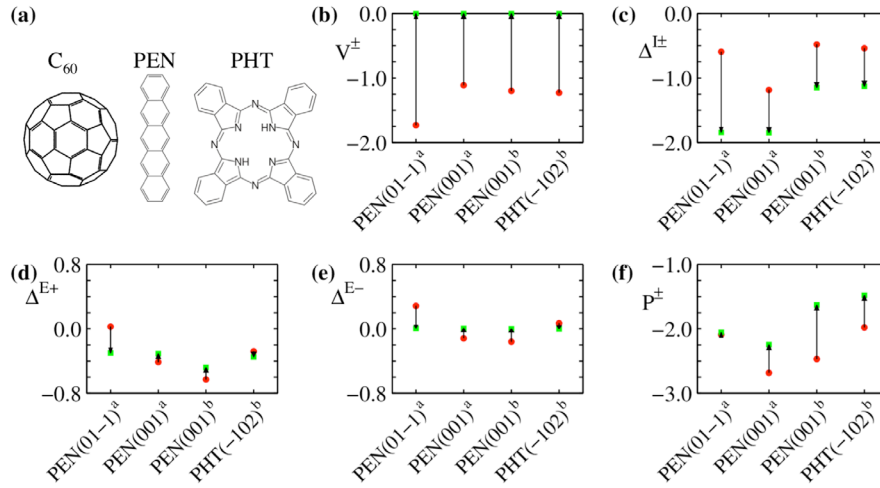 (a)
C60
PEN
PHT
N
N
N
HN
N
N
NH
N
(b)
V±
0.0
−1.0
−2.0
PEN(01−1)a
PEN(001)a
PEN(001)b
PHT(−102)b
(c)
ΔI±
0.0
−1.0
−2.0
PEN(01−1)a
PEN(001)a
PEN(001)b
PHT(−102)b
(d)
ΔE+
0.8
0.0
−0.8
PEN(01−1)a
PEN(001)a
PEN(001)b
PHT(−102)b
(e)
ΔE−
0.8
0.0
−0.8
PEN(01−1)a
PEN(001)a
PEN(001)b
PHT(−102)b
(f)
P±
−1.0
−2.0
−3.0
PEN(01−1)a
PEN(001)a
PEN(001)b
PHT(−102)b